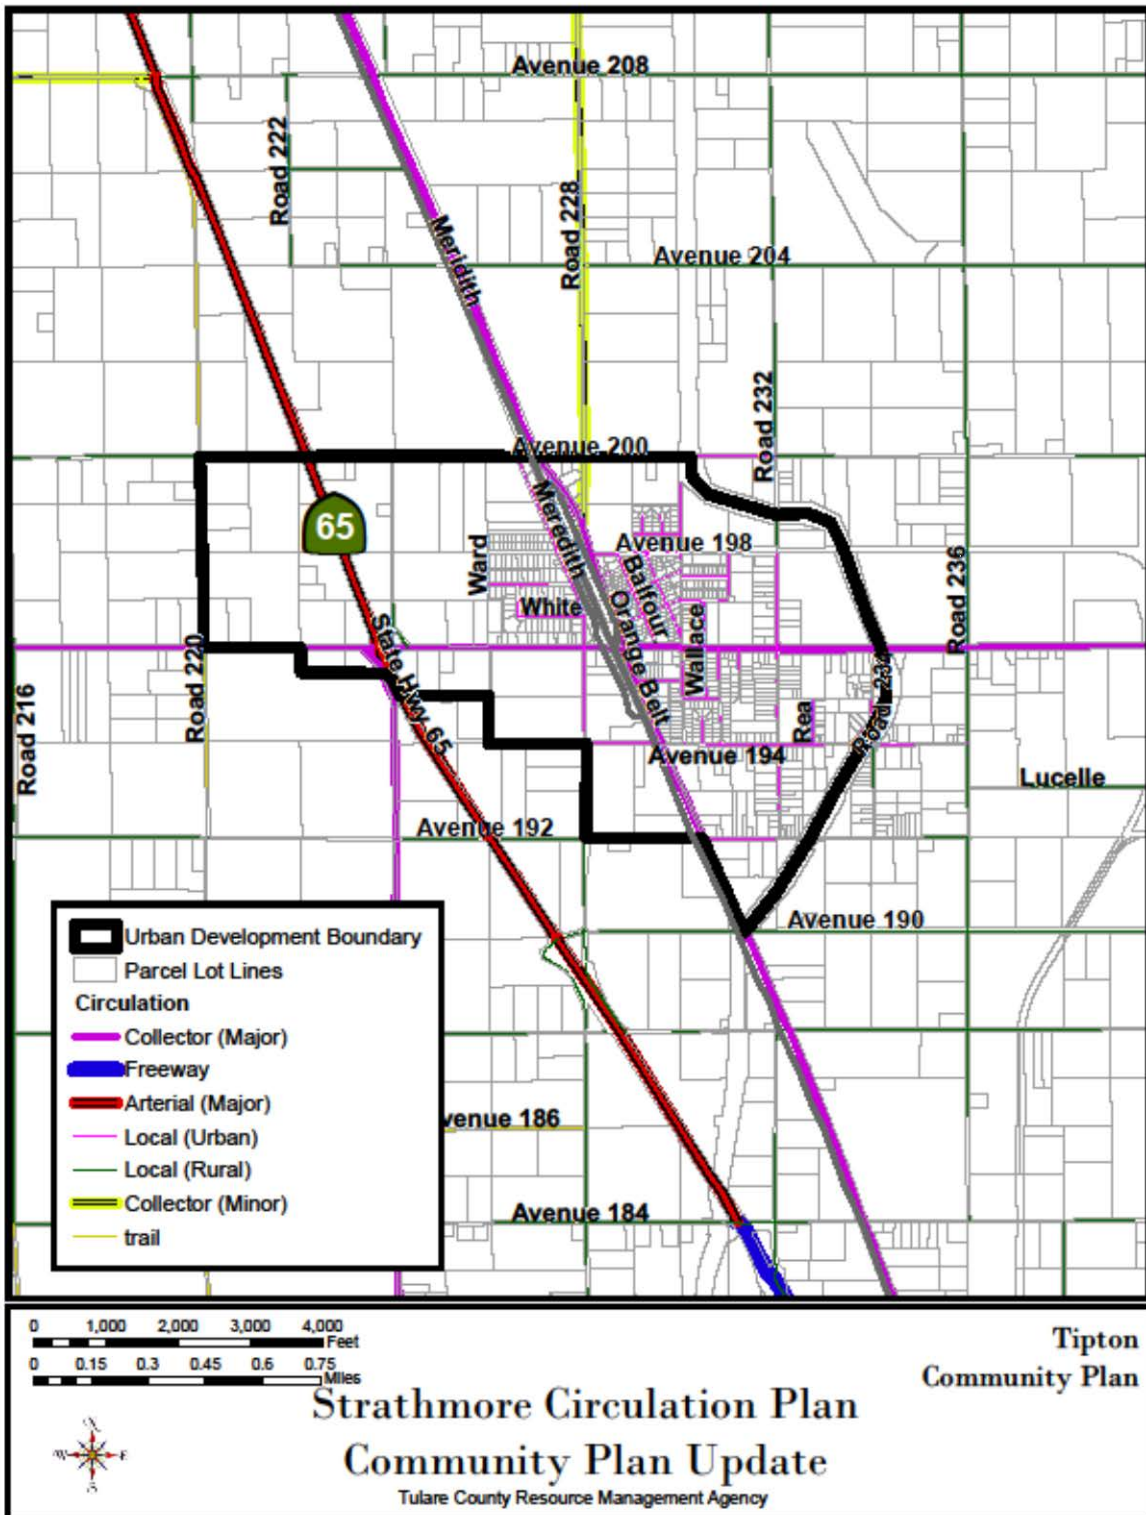 Avenue 208
Road 222
Road 228
Meridith
Avenue 204
Road 232
Avenue 200
65
Meredith
Ward
Avenue 198
Balfour
White
Orange Belt
Wallace
Road 236
State Hwy 65
Road 220
Road 216
Road 234
Rea
Avenue 194
Lucelle
Avenue 192
Avenue 190
venue 186
Avenue 184
Urban Development Boundary
Parcel Lot Lines
Circulation
Collector (Major)
Freeway
Arterial (Major)
Local (Urban)
Local (Rural)
Collector (Minor)
trail
0 1,000 2,000 3,000 4,000
Feet
0 0.15 0.3 0.45 0.6 0.75
Miles
Tipton
Community Plan
Strathmore Circulation Plan
Community Plan Update
Tulare County Resource Management Agency
N
W E
S